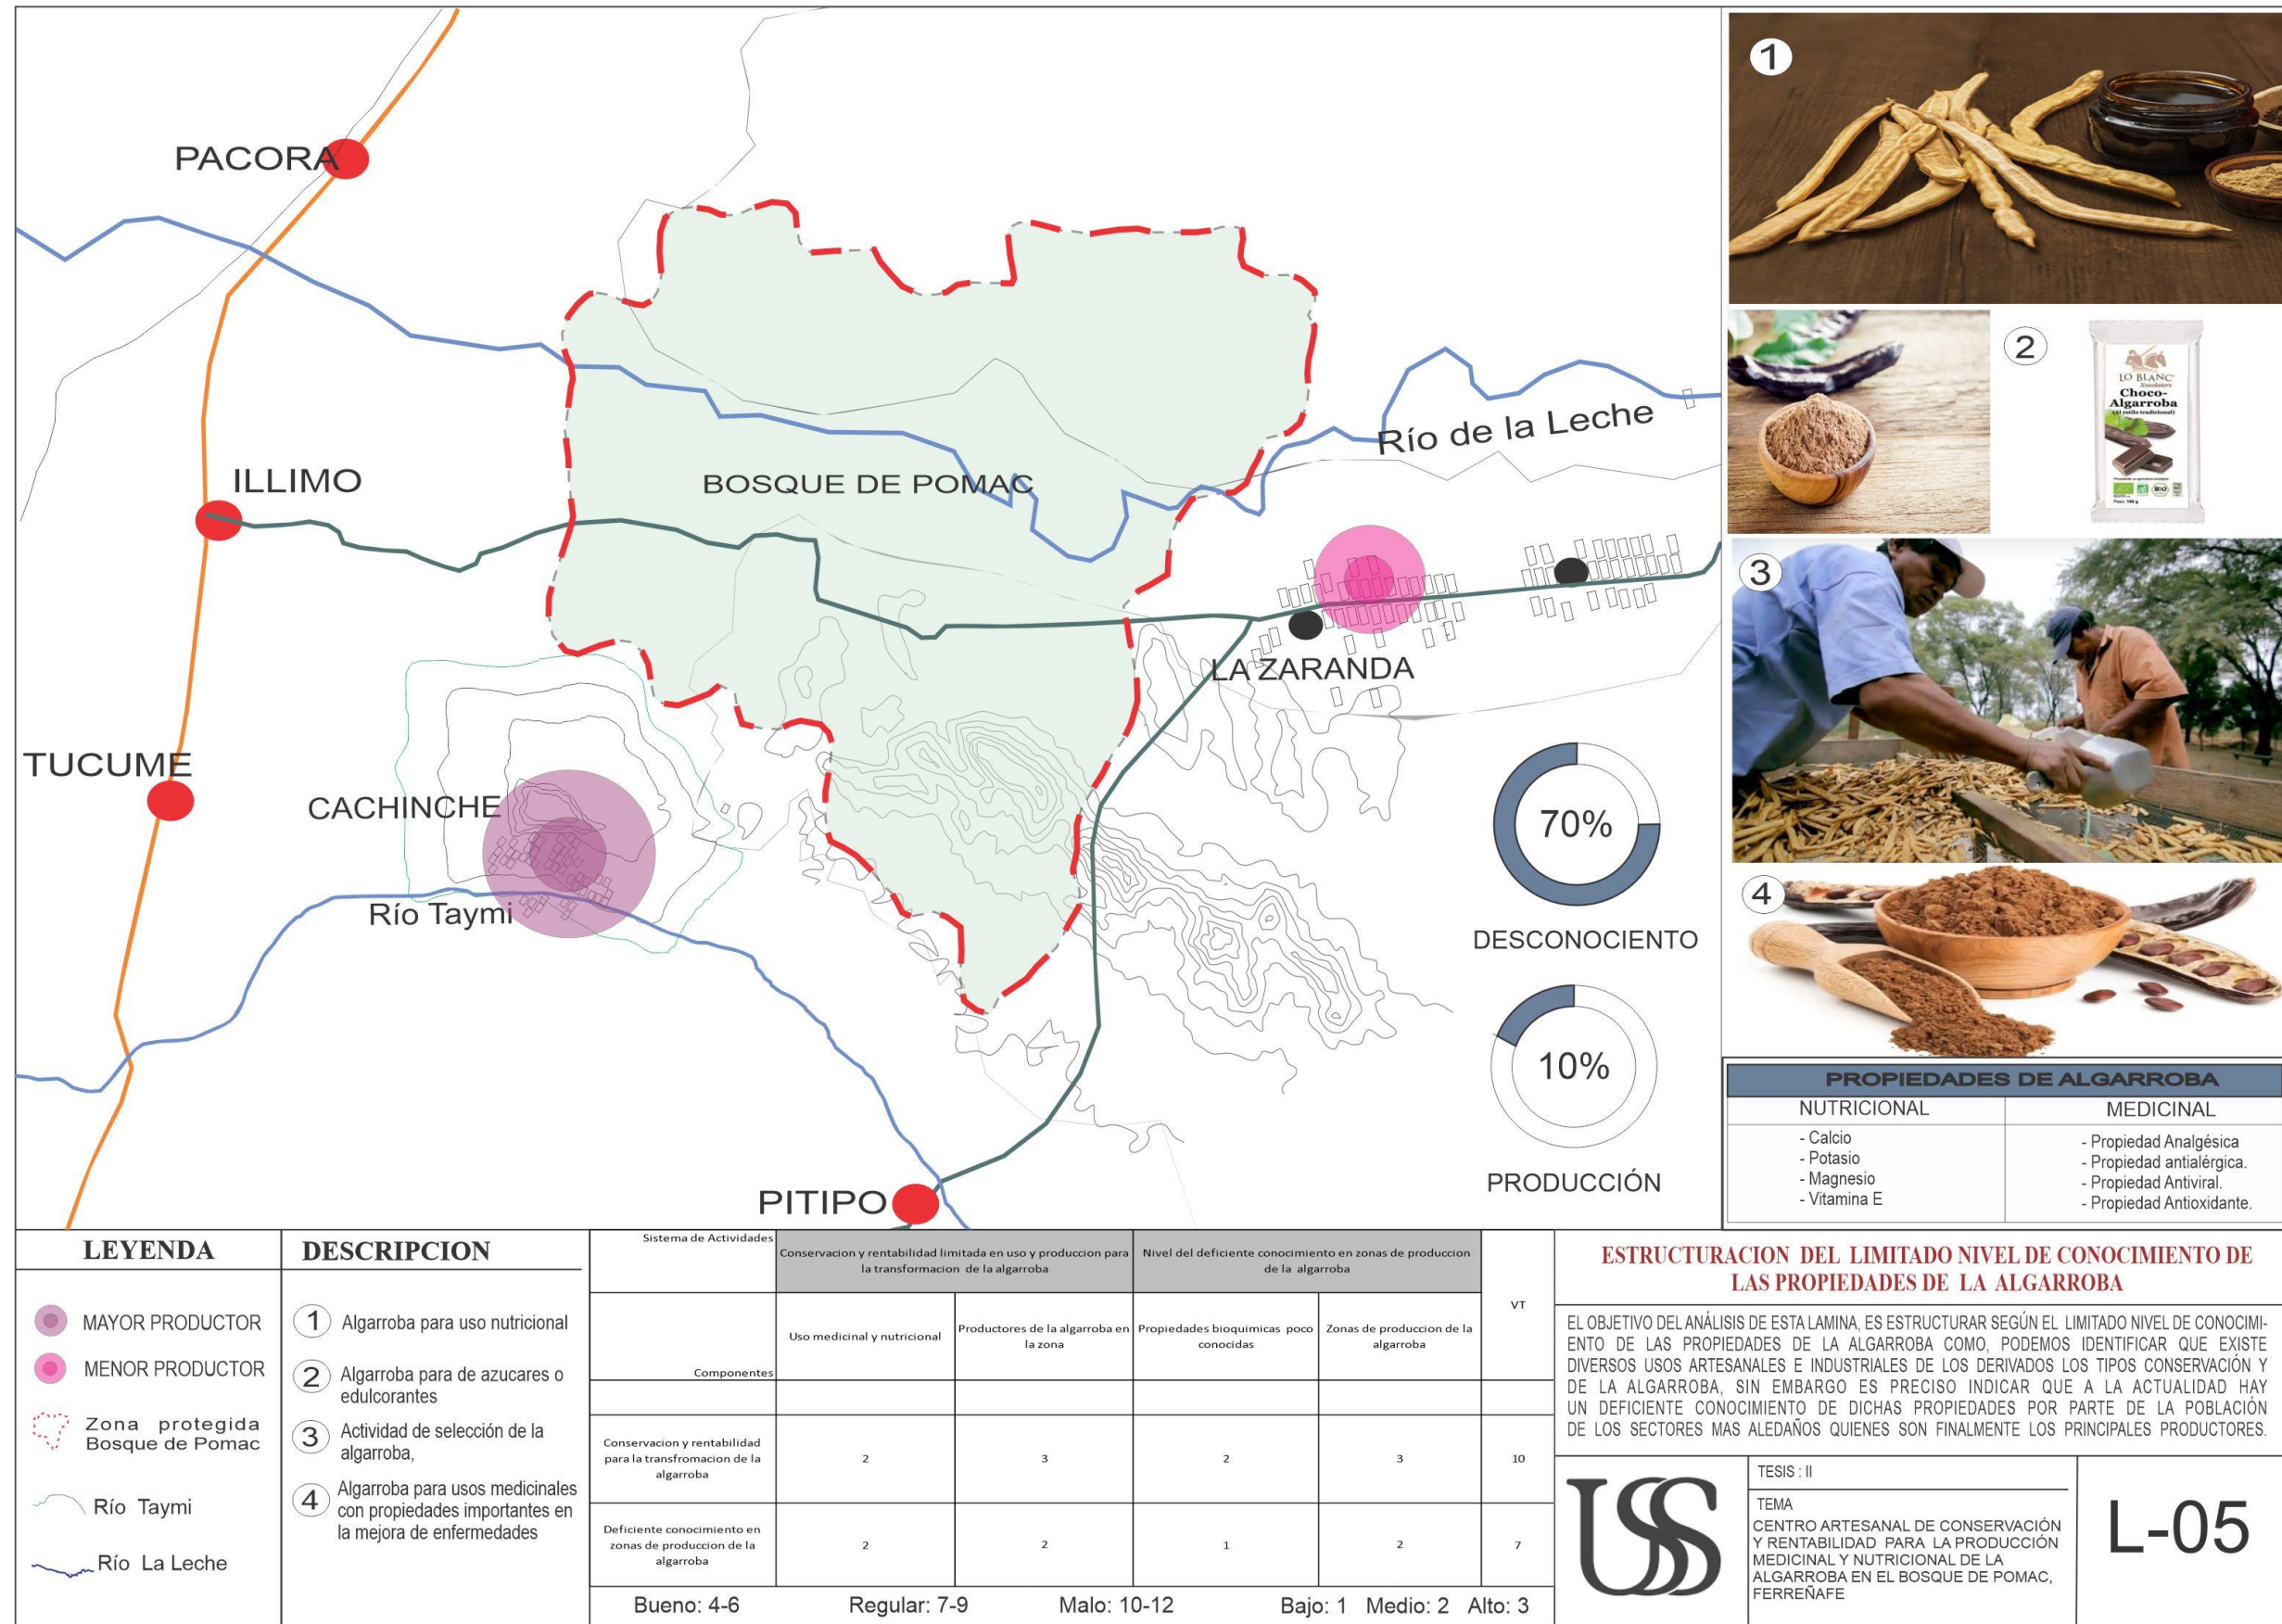 PACORA
ILLIMO
BOSQUE DE POMAC
Río de la Leche
LA ZARANDA
TUCUME
CACHINCHE
Río Taymi
PITIPO
70%
DESCONOCIENTO
10%
PRODUCCIÓN
1
2
LO BLANC
Xocolaters
Choco-
Algarroba
(Al estilo tradicional)
BIO
Peso: 100 g
3
4
PROPIEDADES DE ALGARROBA
NUTRICIONAL
- Calcio
- Potasio
- Magnesio
- Vitamina E
MEDICINAL
- Propiedad Analgésica
- Propiedad antialérgica.
- Propiedad Antiviral.
- Propiedad Antioxidante.
LEYENDA
MAYOR PRODUCTOR
MENOR PRODUCTOR
Zona protegida
Bosque de Pomac
Río Taymi
Río La Leche
DESCRIPCION
1 Algarroba para uso nutricional
2 Algarroba para de azucares o
edulcorantes
3 Actividad de selección de la
algarroba,
4 Algarroba para usos medicinales
con propiedades importantes en
la mejora de enfermedades
Sistema de Actividades
Conservacion y rentabilidad limitada en uso y produccion para
la transformacion de la algarroba
Nivel del deficiente conocimiento en zonas de produccion
de la algarroba
VT
Componentes
Uso medicinal y nutricional
Productores de la algarroba en
la zona
Propiedades bioquimicas poco
conocidas
Zonas de produccion de la
algarroba
Conservacion y rentabilidad
para la transfromacion de la
algarroba
2 3 2 3 10
Deficiente conocimiento en
zonas de produccion de la
algarroba
2 2 1 2 7
Bueno: 4-6 Regular: 7-9 Malo: 10-12 Bajo: 1 Medio: 2 Alto: 3
ESTRUCTURACION DEL LIMITADO NIVEL DE CONOCIMIENTO DE
LAS PROPIEDADES DE LA ALGARROBA
EL OBJETIVO DEL ANÁLISIS DE ESTA LAMINA, ES ESTRUCTURAR SEGÚN EL LIMITADO NIVEL DE CONOCIMI-
ENTO DE LAS PROPIEDADES DE LA ALGARROBA COMO, PODEMOS IDENTIFICAR QUE EXISTE
DIVERSOS USOS ARTESANALES E INDUSTRIALES DE LOS DERIVADOS LOS TIPOS CONSERVACIÓN Y
DE LA ALGARROBA, SIN EMBARGO ES PRECISO INDICAR QUE A LA ACTUALIDAD HAY
UN DEFICIENTE CONOCIMIENTO DE DICHAS PROPIEDADES POR PARTE DE LA POBLACIÓN
DE LOS SECTORES MAS ALEDAÑOS QUIENES SON FINALMENTE LOS PRINCIPALES PRODUCTORES.
USS
TESIS : II
TEMA
CENTRO ARTESANAL DE CONSERVACIÓN
Y RENTABILIDAD PARA LA PRODUCCIÓN
MEDICINAL Y NUTRICIONAL DE LA
ALGARROBA EN EL BOSQUE DE POMAC,
FERREÑAFE
L-05